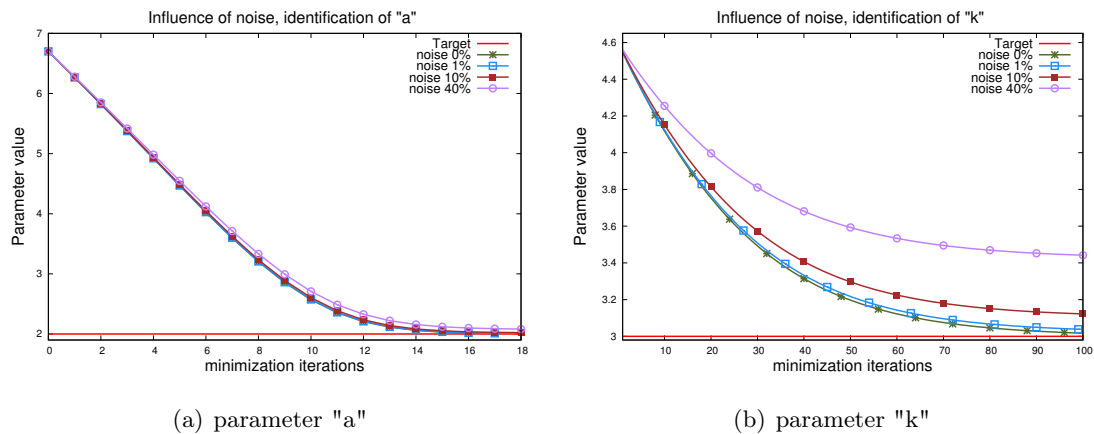 Influence of noise, identification of "a"
7
6
5
4
3
2
Parameter value
Target
noise 0%
noise 1%
noise 10%
noise 40%
0 2 4 6 8 10 12 14 16 18
minimization iterations
(a) parameter "a"
Influence of noise, identification of "k"
4.6
4.4
4.2
4
3.8
3.6
3.4
3.2
3
Parameter value
Target
noise 0%
noise 1%
noise 10%
noise 40%
10 20 30 40 50 60 70 80 90 100
minimization iterations
(b) parameter "k"